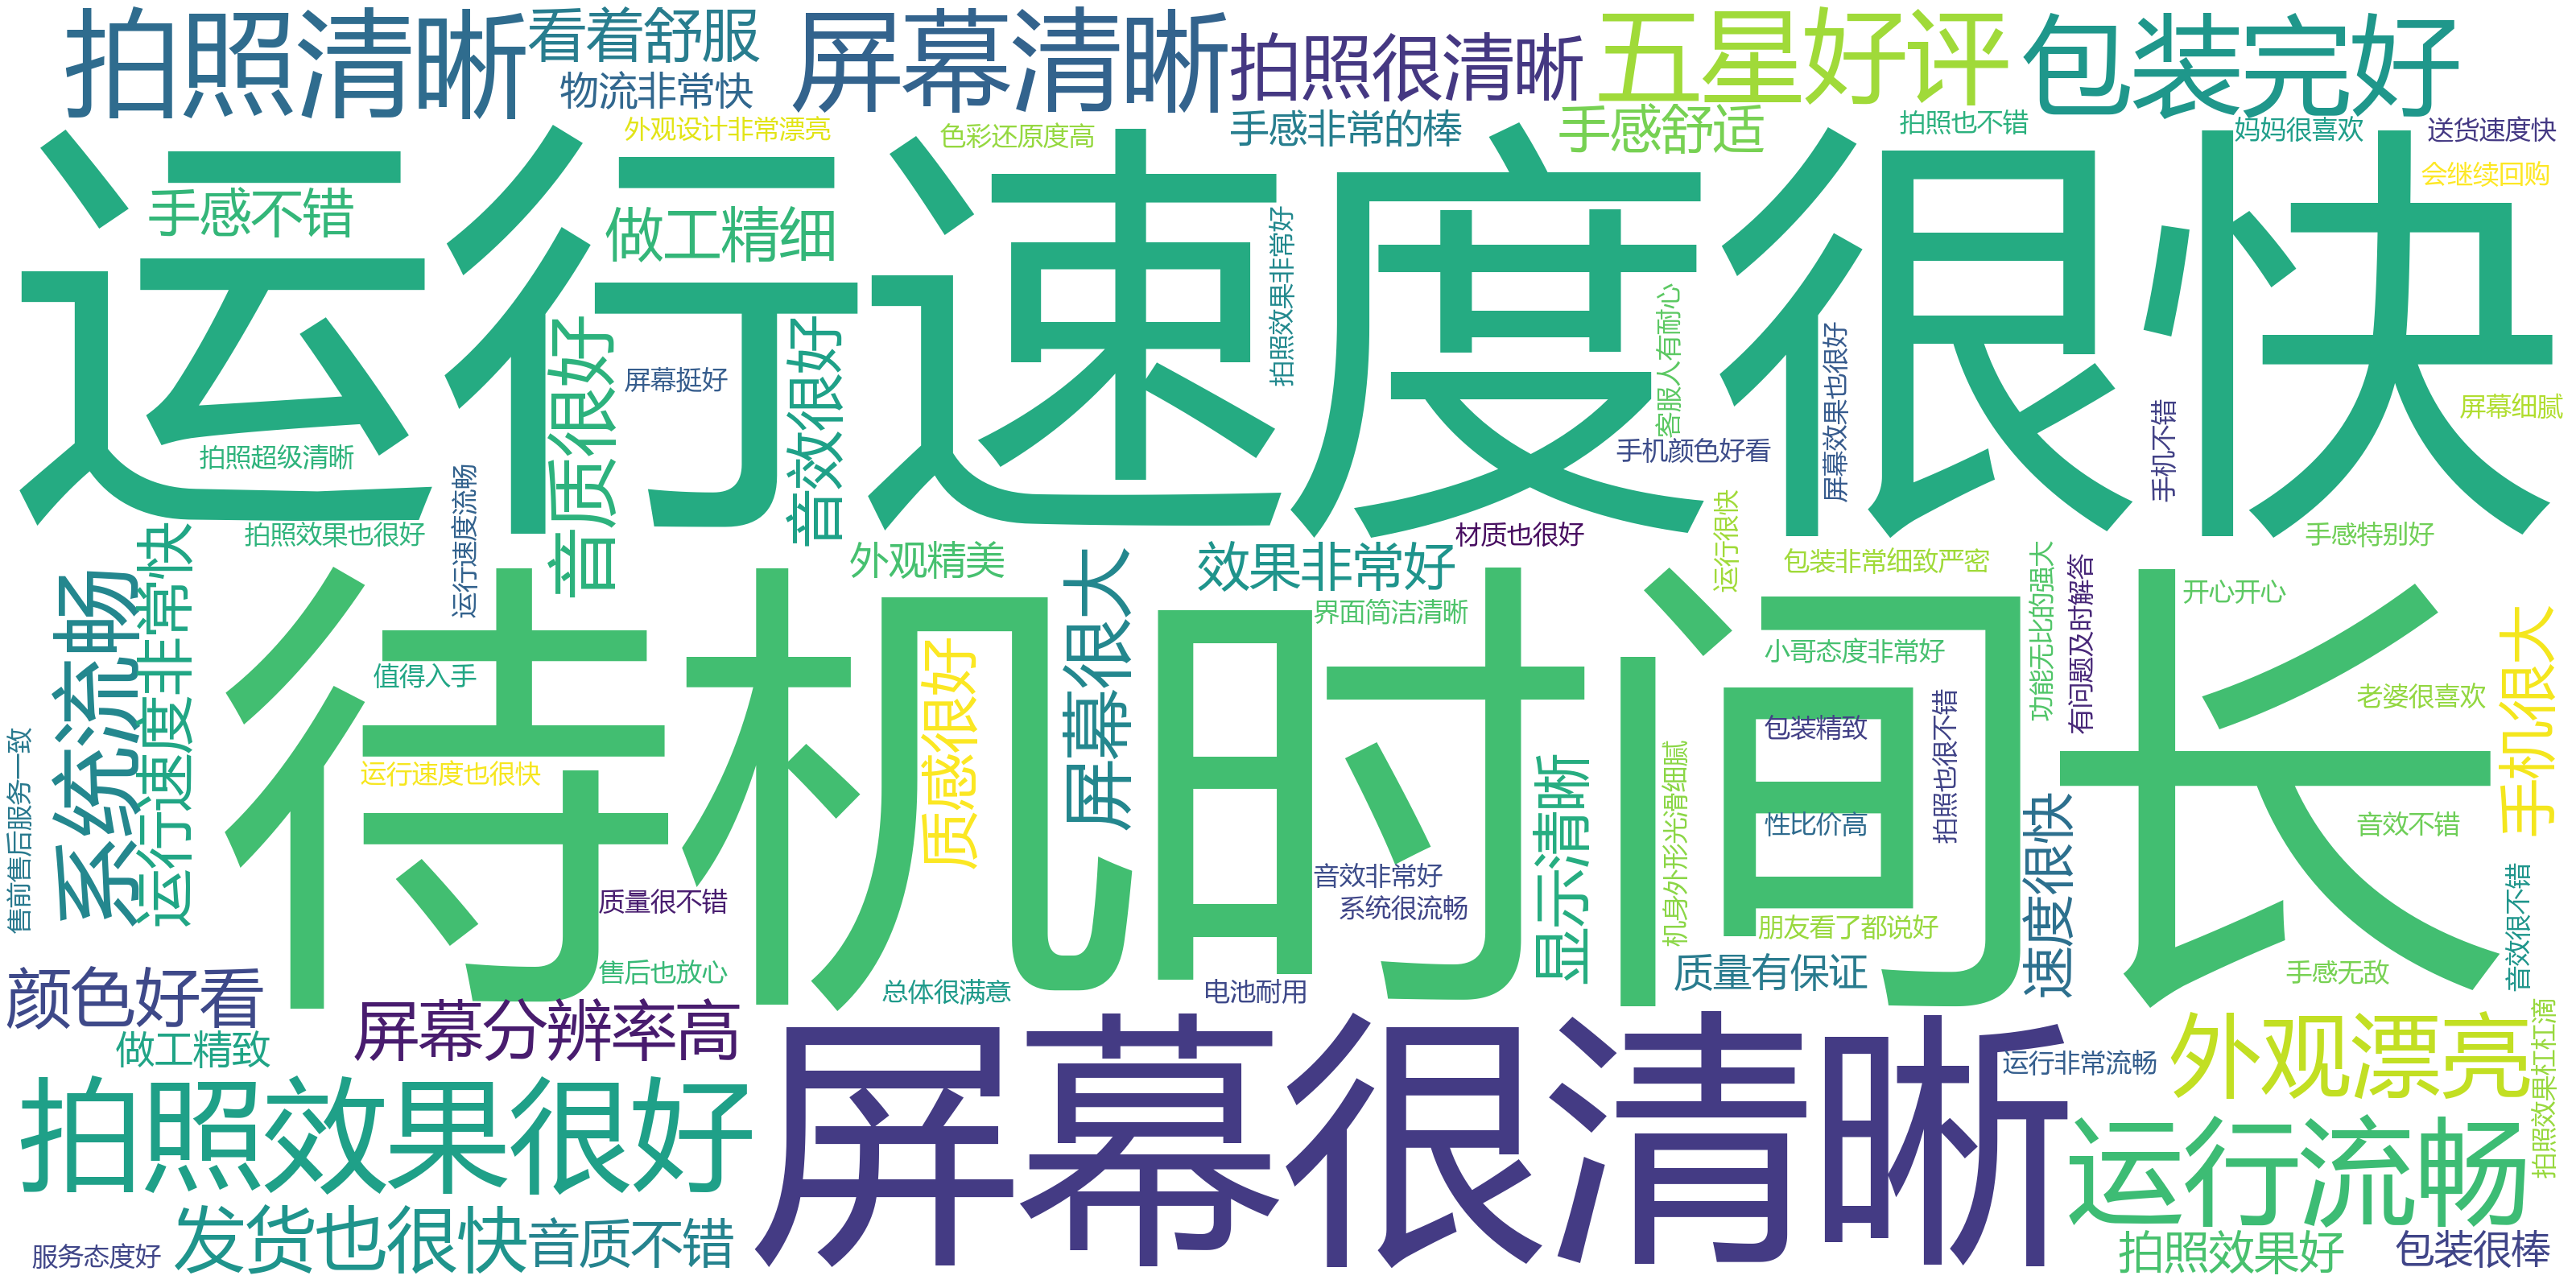 拍照清晰
看着舒服
物流非常快
屏幕清晰
拍照很清晰
五星好评
包装完好
外观设计非常漂亮
色彩还原度高
手感非常的棒
手感舒适
拍照也不错
妈妈很喜欢
送货速度快
会继续回购
运行速度很快
手感不错
做工精细
拍照效果非常好
客服人有耐心
屏幕效果也很好
手机颜色好看
手机不错
屏幕细腻
屏幕挺好
音质很好
音效很好
拍照超级清晰
运行速度流畅
拍照效果也很好
外观精美
效果非常好
材质也很好
运行很快
包装非常细致严密
手感特别好
功能无比的强大
有问题及时解答
开心开心
界面简洁清晰
小哥态度非常好
老婆很喜欢
手机很大
待机时间长
系统流畅
运行速度非常快
售前售后服务一致
值得入手
运行速度也很快
质感很好
屏幕很大
显示清晰
机身外形光滑细腻
包装精致
性比价高
拍照也很不错
速度很快
音效不错
音效很不错
质量很不错
音效非常好
系统很流畅
朋友看了都说好
质量有保证
手感无敌
售后也放心
总体很满意
电池耐用
颜色好看
做工精致
屏幕分辨率高
屏幕很清晰
运行非常流畅
外观漂亮
拍照效果杠杠滴
拍照效果很好
运行流畅
服务态度好
发货也很快
音质不错
拍照效果好
包装很棒